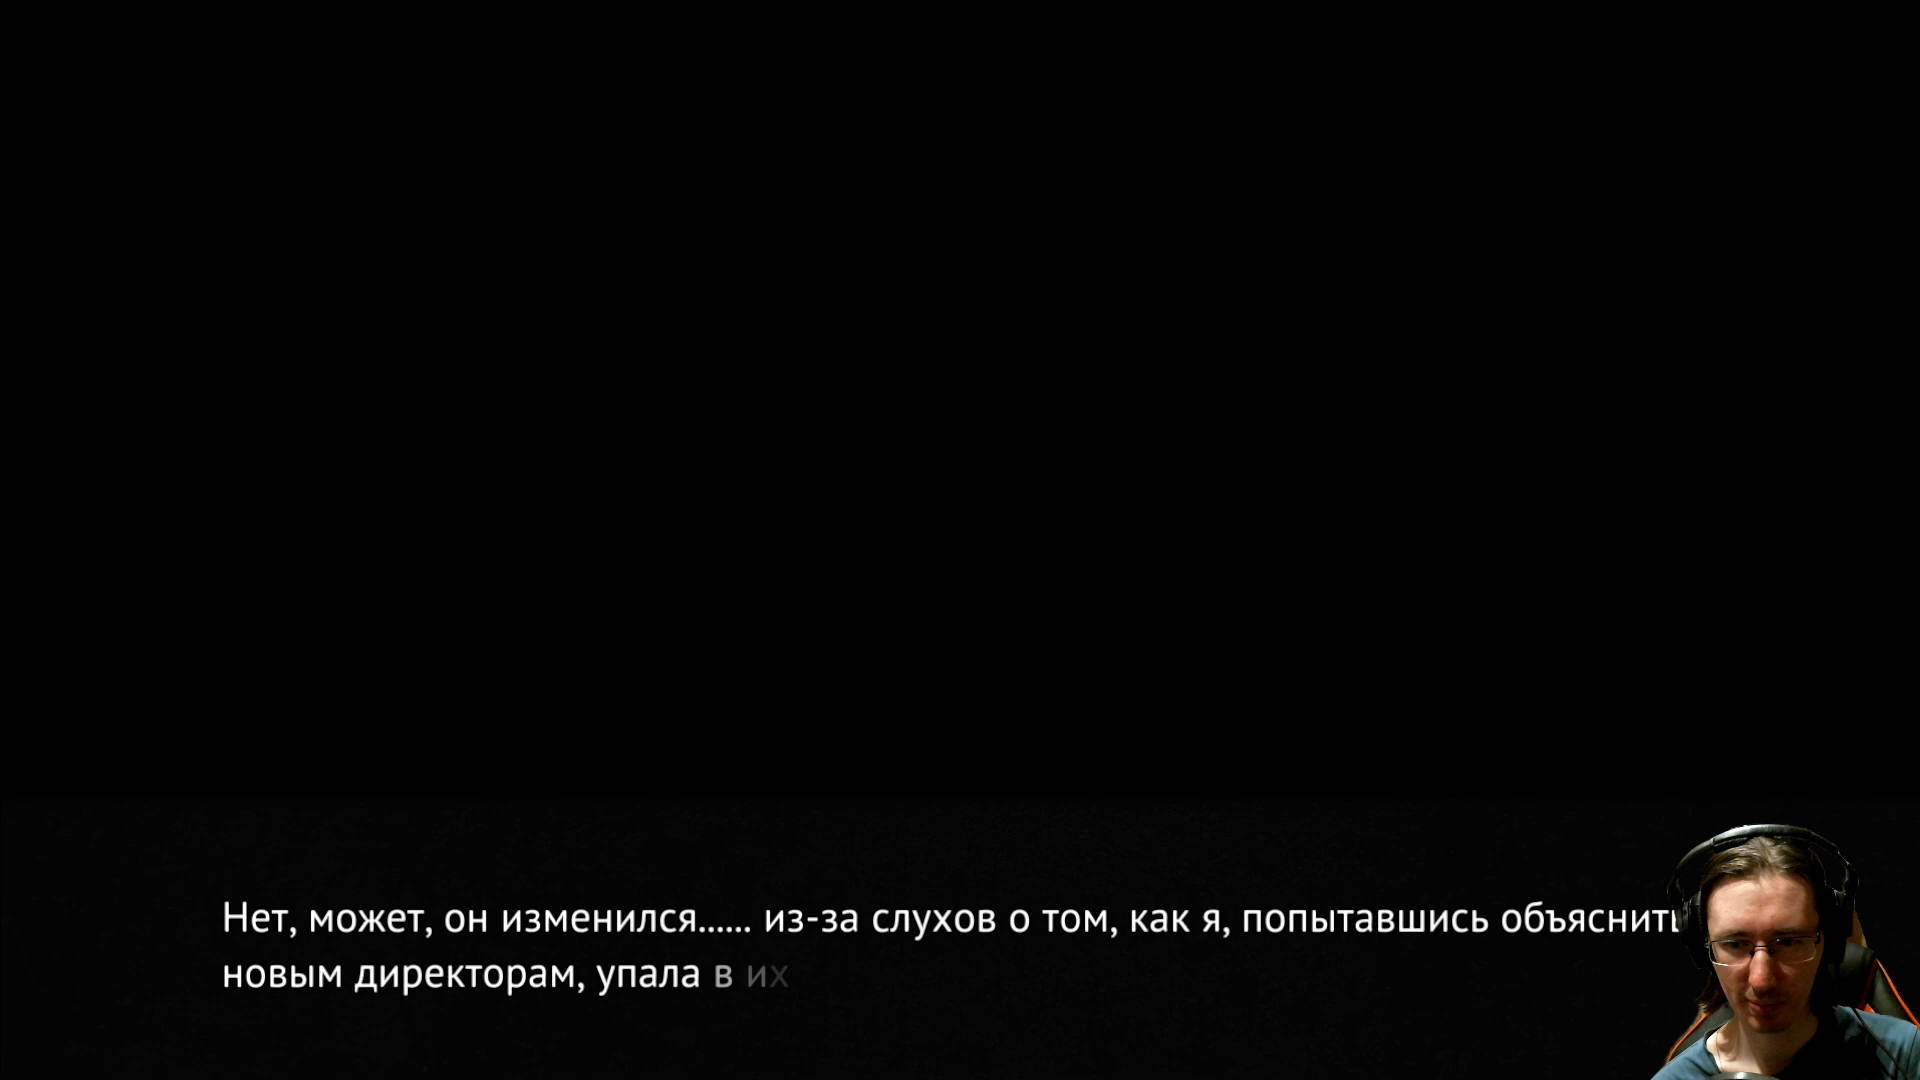 Нет, может, он изменился...... из-за слухов о том, как я, попытавшись объяснить
новым директорам, упала в их